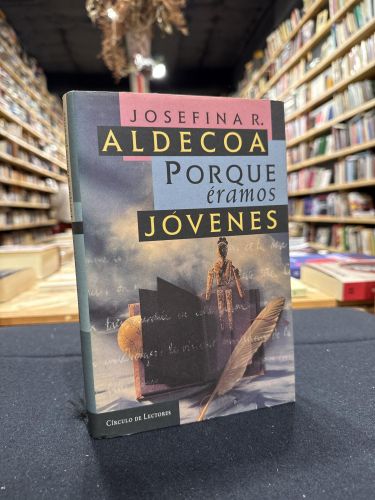 JOSEFINA R.
ALDECOA
PORQUE
éramos
JÓVENES
CÍRCULO DE LECTORES